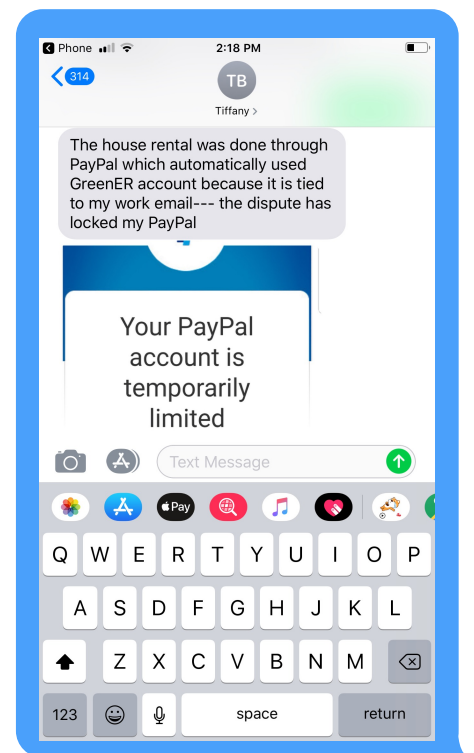 Phone
2:18 PM
314
TB
Tiffany >
The house rental was done through
PayPal which automatically used
GreenER account because it is tied
to my work email--- the dispute has
locked my PayPal
Your PayPal
account is
temporarily
limited
Text Message
Pay
Q W E R T Y U I O P
A S D F G H J K L
Z X C V B N M
123 space return